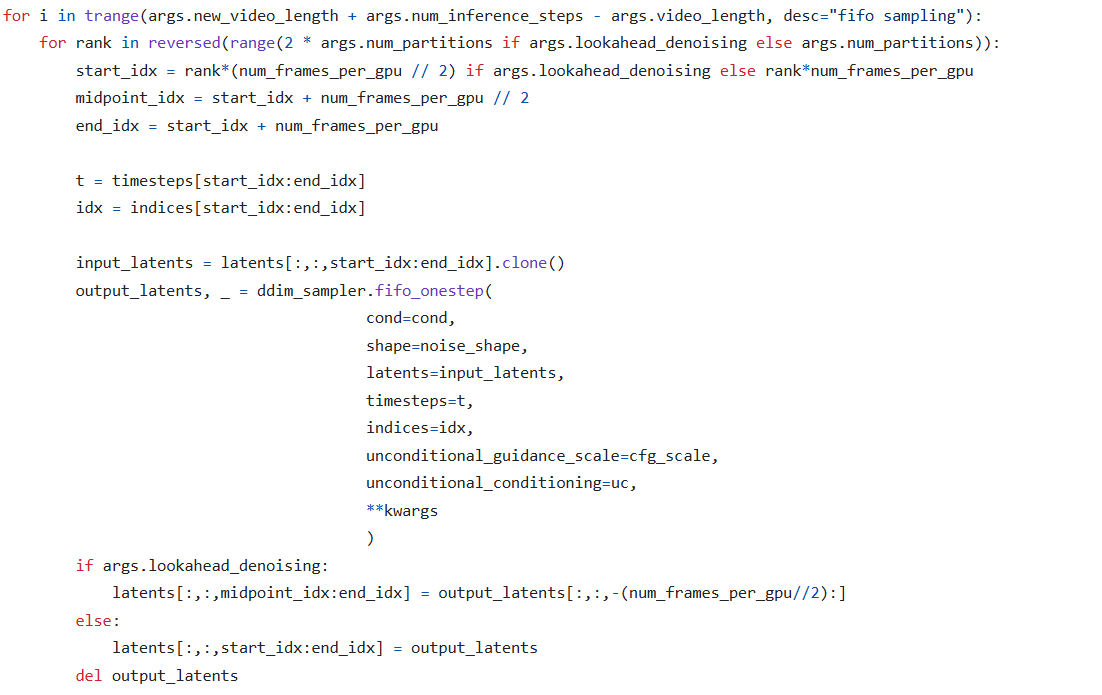 for i in trange(args.new_video_length + args.num_inference_steps - args.video_length, desc="fifo sampling"):
    for rank in reversed(range(2 * args.num_partitions if args.lookahead_denoising else args.num_partitions)):
        start_idx = rank*(num_frames_per_gpu // 2) if args.lookahead_denoising else rank*num_frames_per_gpu
        midpoint_idx = start_idx + num_frames_per_gpu // 2
        end_idx = start_idx + num_frames_per_gpu

        t = timesteps[start_idx:end_idx]
        idx = indices[start_idx:end_idx]

        input_latents = latents[:,:,start_idx:end_idx].clone()
        output_latents, _ = ddim_sampler.fifo_onestep(
                                        cond=cond,
                                        shape=noise_shape,
                                        latents=input_latents,
                                        timesteps=t,
                                        indices=idx,
                                        unconditional_guidance_scale=cfg_scale,
                                        unconditional_conditioning=uc,
                                        **kwargs
                                        )
        if args.lookahead_denoising:
            latents[:,:,midpoint_idx:end_idx] = output_latents[:,:,-(num_frames_per_gpu//2):]
        else:
            latents[:,:,start_idx:end_idx] = output_latents
        del output_latents